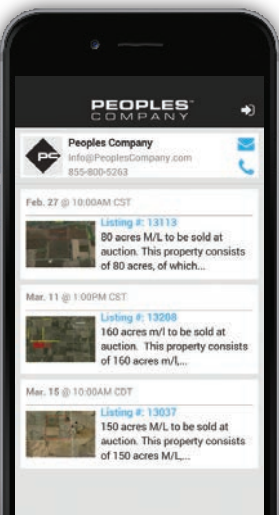 PEOPLES™
COMPANY
PC
Peoples Company
Info@PeoplesCompany.com
855-800-5263
Feb. 27 @ 10:00AM CST
Listing #: 13113
80 acres M/L to be sold at
auction. This property consists
of 80 acres, of which...
Mar. 11 @ 1:00PM CST
Listing #: 13268
160 acres m/l to be sold at
auction.  This property consists
of 160 acres m/l,...
Mar. 15 @ 10:00AM CDT
Listing #: 13037
150 acres M/L to be sold at
auction. This property consists
of 150 acres M/L,...